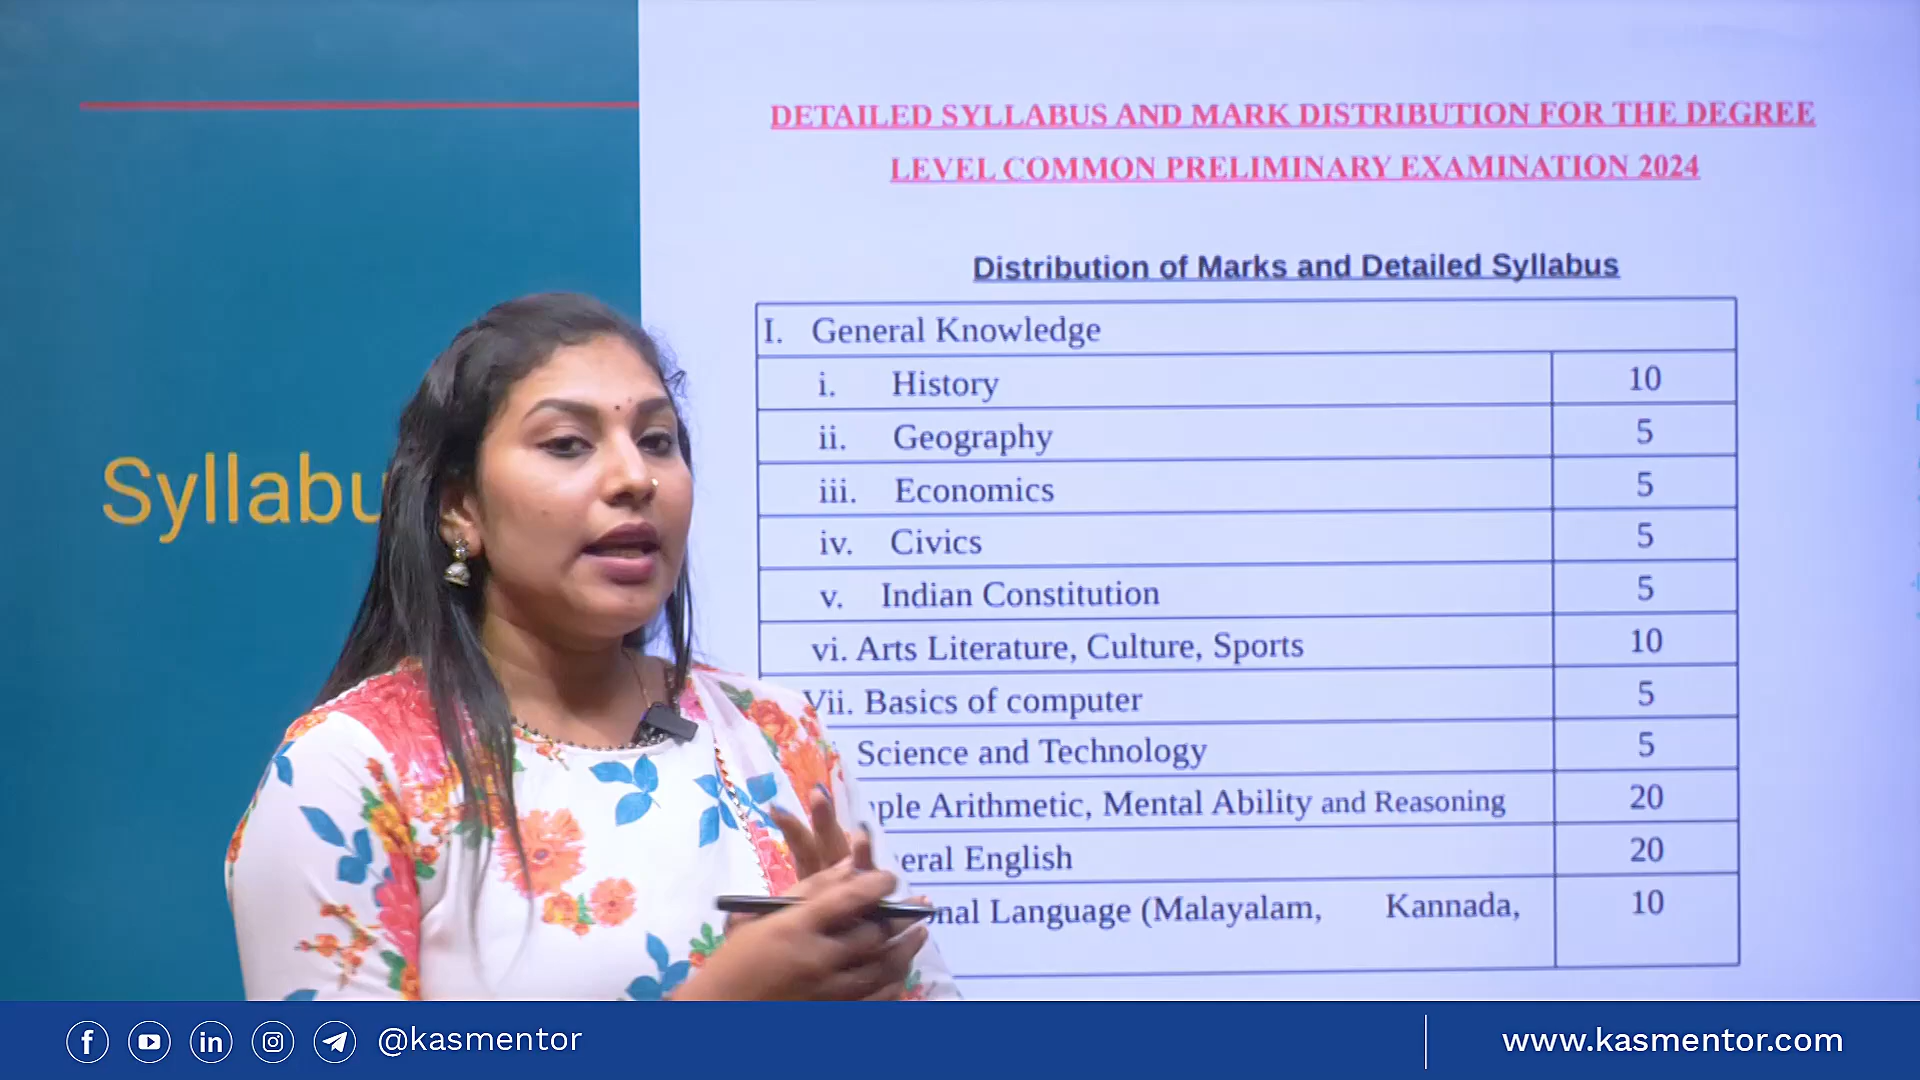 DETAILED SYLLABUS AND MARK DISTRIBUTION FOR THE DEGREE
LEVEL COMMON PRELIMINARY EXAMINATION 2024
Distribution of Marks and Detailed Syllabus
I. General Knowledge
i. History 10
ii. Geography 5
iii. Economics 5
iv. Civics 5
v. Indian Constitution 5
vi. Arts Literature, Culture, Sports 10
Vii. Basics of computer 5
Science and Technology 5
Arithmetic, Mental Ability and Reasoning 20
English 20
Language (Malayalam, Kannada, 10
@kasmentor
www.kasmentor.com